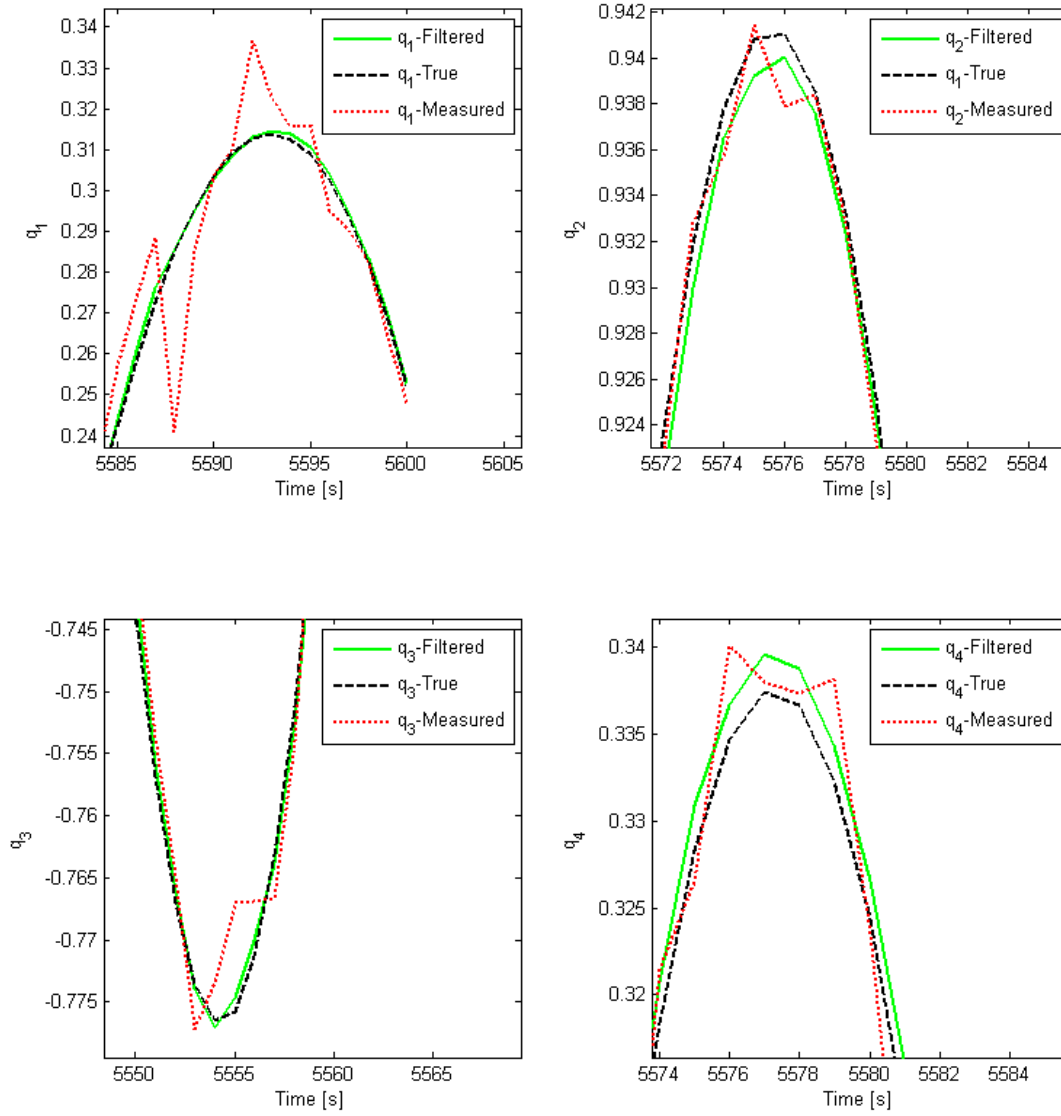 0.34
0.33
0.32
0.31
0.3
0.29
0.28
0.27
0.26
0.25
0.24
q1
q1-Filtered
q1-True
q1-Measured
5585 5590 5595 5600 5605
Time [s]
0.942
0.94
0.938
0.936
0.934
0.932
0.93
0.928
0.926
0.924
q2
q2-Filtered
q1-True
q2-Measured
5572 5574 5576 5578 5580 5582 5584
Time [s]
-0.745
-0.75
-0.755
-0.76
-0.765
-0.77
-0.775
q3
q3-Filtered
q3-True
q3-Measured
5550 5555 5560 5565
Time [s]
0.34
0.335
0.33
0.325
0.32
q4
q4-Filtered
q4-True
q4-Measured
5574 5576 5578 5580 5582 5584
Time [s]